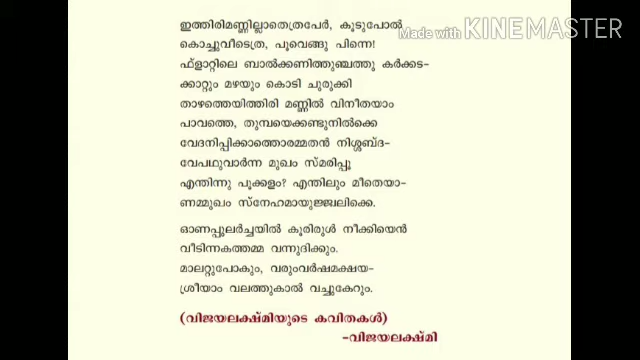 ഇത്തിരിമണ്ണില്ലാതെത്രപേർ, കൂടുപോൽ
Made with KINEMASTER
കൊച്ചുവീടെത്ര, പൂവെങ്ങു പിന്നെ!
ഫ്ളാറ്റിലെ ബാൽക്കണിത്തുഞ്ചത്തു കർക്കട-
ക്കാറ്റും മഴയും കൊടി ചുരുക്കി
താഴത്തെയിത്തിരി മണ്ണിൽ വിനീതയാം
പാവത്തെ, തുമ്പയെക്കണ്ടുനിൽക്കെ
വേദനിപ്പിക്കാത്തൊരമ്മതൻ നിശ്ശബ്ദ-
വേപഥുവാർന്ന മുഖം സ്മരിപ്പൂ
എന്തിന്നു പൂക്കളം? എന്തിലും മീതെയാ-
ണമ്മുഖം സ്നേഹമായുജ്ജ്വലിക്കെ.
ഓണപ്പുലർച്ചയിൽ കൂരിരുൾ നീക്കിയെൻ
വീടിന്നകത്തമ്മ വന്നുദിക്കും.
മാലറ്റുപോകും, വരുംവർഷമക്ഷയ-
ശ്രീയാം വലത്തുകാൽ വച്ചുകേറും.
(വിജയലക്ഷ്മിയുടെ കവിതകൾ)
-വിജയലക്ഷ്മി